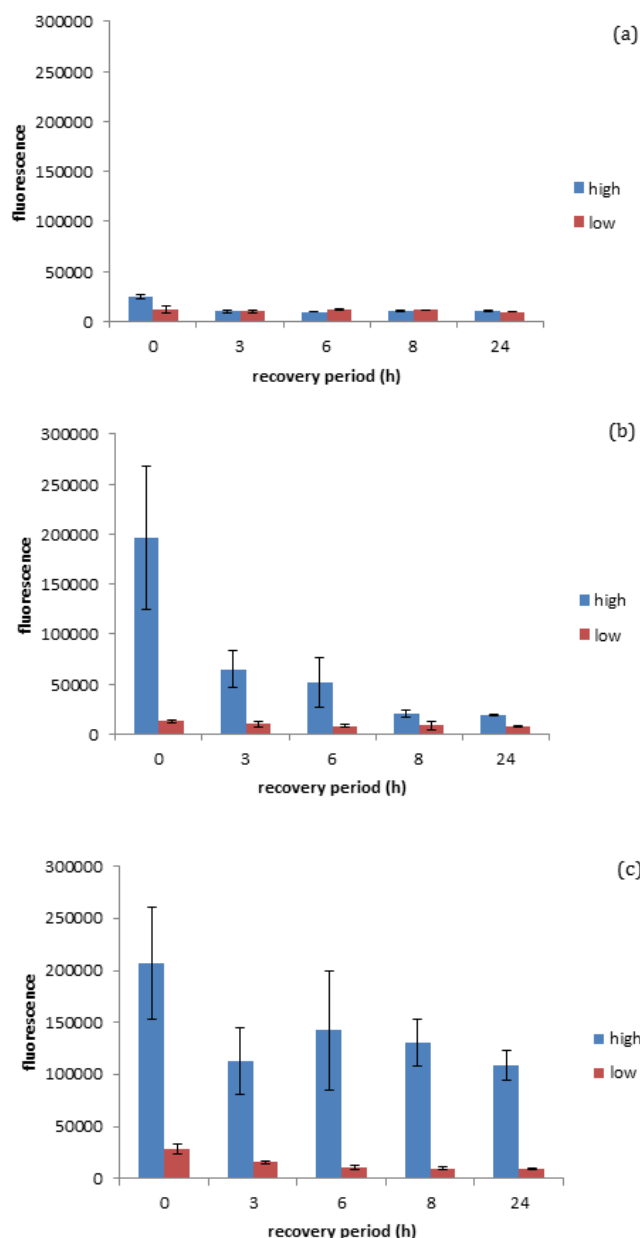 (a)
300000
250000
200000
150000
100000
50000
0
fluorescence
high
low
0 3 6 8 24
recovery period (h)
(b)
300000
250000
200000
150000
100000
50000
0
fluorescence
high
low
0 3 6 8 24
recovery period (h)
(c)
300000
250000
200000
150000
100000
50000
0
fluorescence
high
low
0 3 6 8 24
recovery period (h)